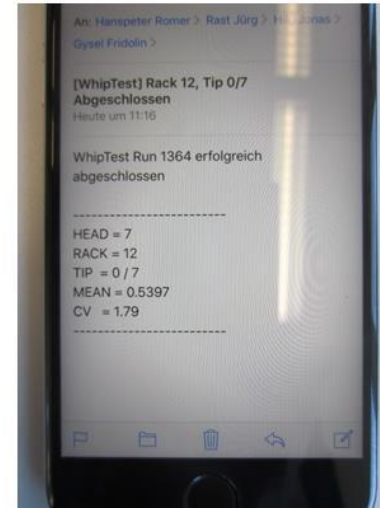 An: Hanspeter Romer > Rast Jürg > Jonas >
Gysel Fridolin >
[WhipTest] Rack 12, Tip 0/7
Abgeschlossen
Heute um 11:16
WhipTest Run 1364 erfolgreich
abgeschlossen
---------------------------
HEAD = 7
RACK = 12
TIP = 0 / 7
MEAN = 0.5397
CV = 1.79
---------------------------